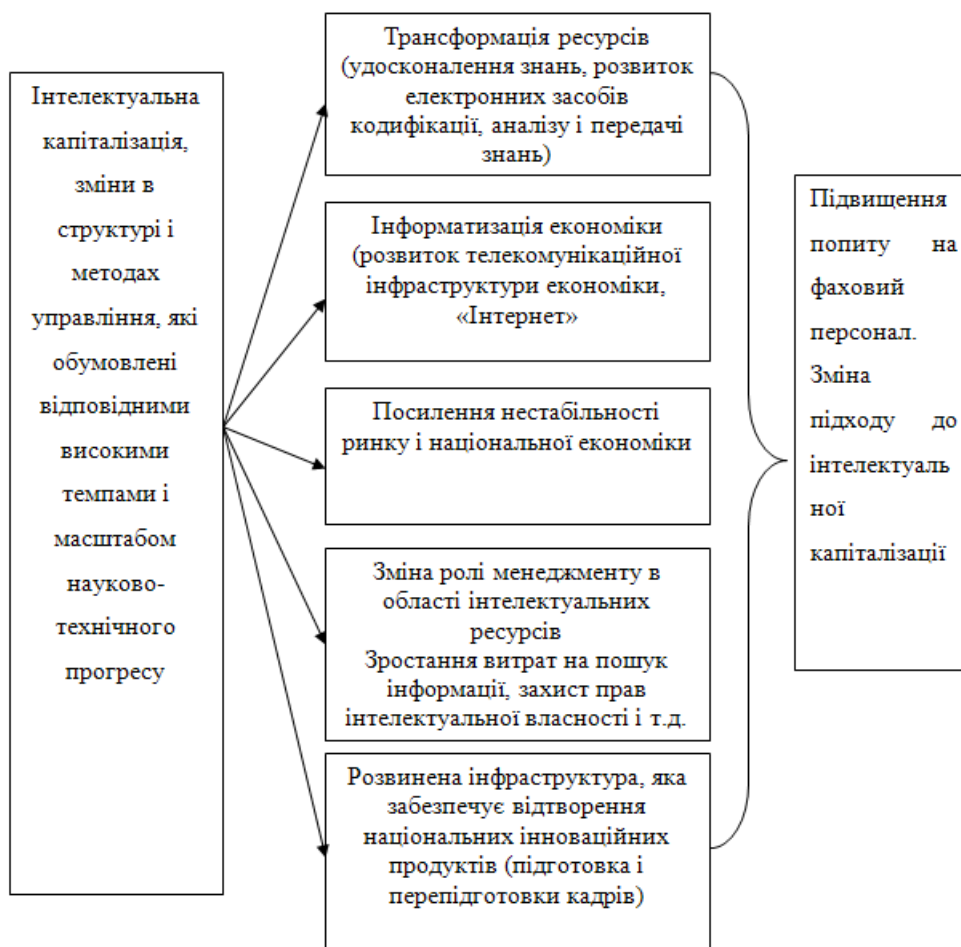 Інтелектуальна
капіталізація,
зміни в
структурі і
методах
управління, які
обумовлені
відповідними
високими
темпами і
масштабом
науково-
технічного
прогресу
Трансформація ресурсів
(удосконалення знань, розвиток
електронних засобів
кодифікації, аналізу і передачі
знань)
Інформатизація економіки
(розвиток телекомунікаційної
інфраструктури економіки,
«Інтернет»
Посилення нестабільності
ринку і національної економіки
Зміна ролі менеджменту в
області інтелектуальних
ресурсів
Зростання витрат на пошук
інформації, захист прав
інтелектуальної власності і т.д.
Розвинена інфраструктура, яка
забезпечує відтворення
національних інноваційних
продуктів (підготовка і
перепідготовки кадрів)
Підвищення
попиту на
фаховий
персонал.
Зміна
підходу до
інтелектуаль
ної
капіталізації